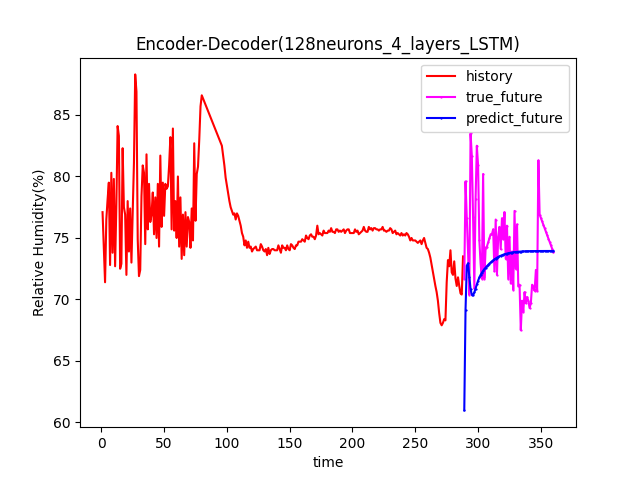 Encoder-Decoder(128neurons_4_layers_LSTM)
history
true_future
predict_future
Relative Humidity(%)
85
80
75
70
65
60
0 50 100 150 200 250 300 350
time